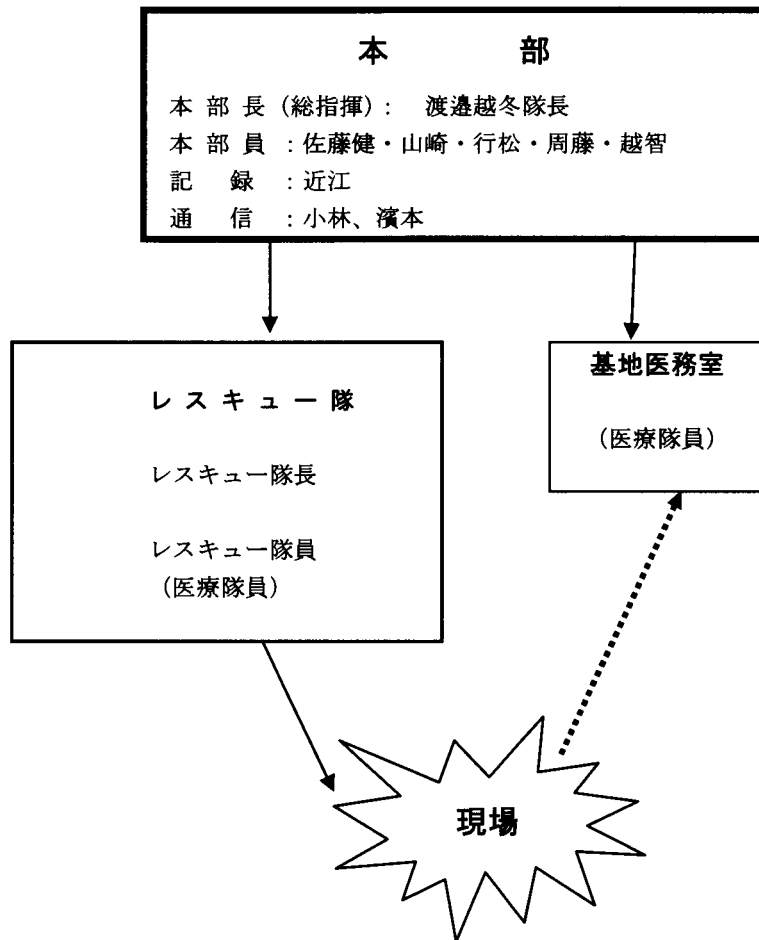 本 部
本 部 長 (総指揮) : 渡邉越冬隊長
本 部 員 : 佐藤健・山崎・行松・周藤・越智
記 録 : 近江
通 信 : 小林、濱本
レ ス キ ュ ー 隊
レスキュー隊長
レスキュー隊員
(医療隊員)
基地医務室
(医療隊員)
現場